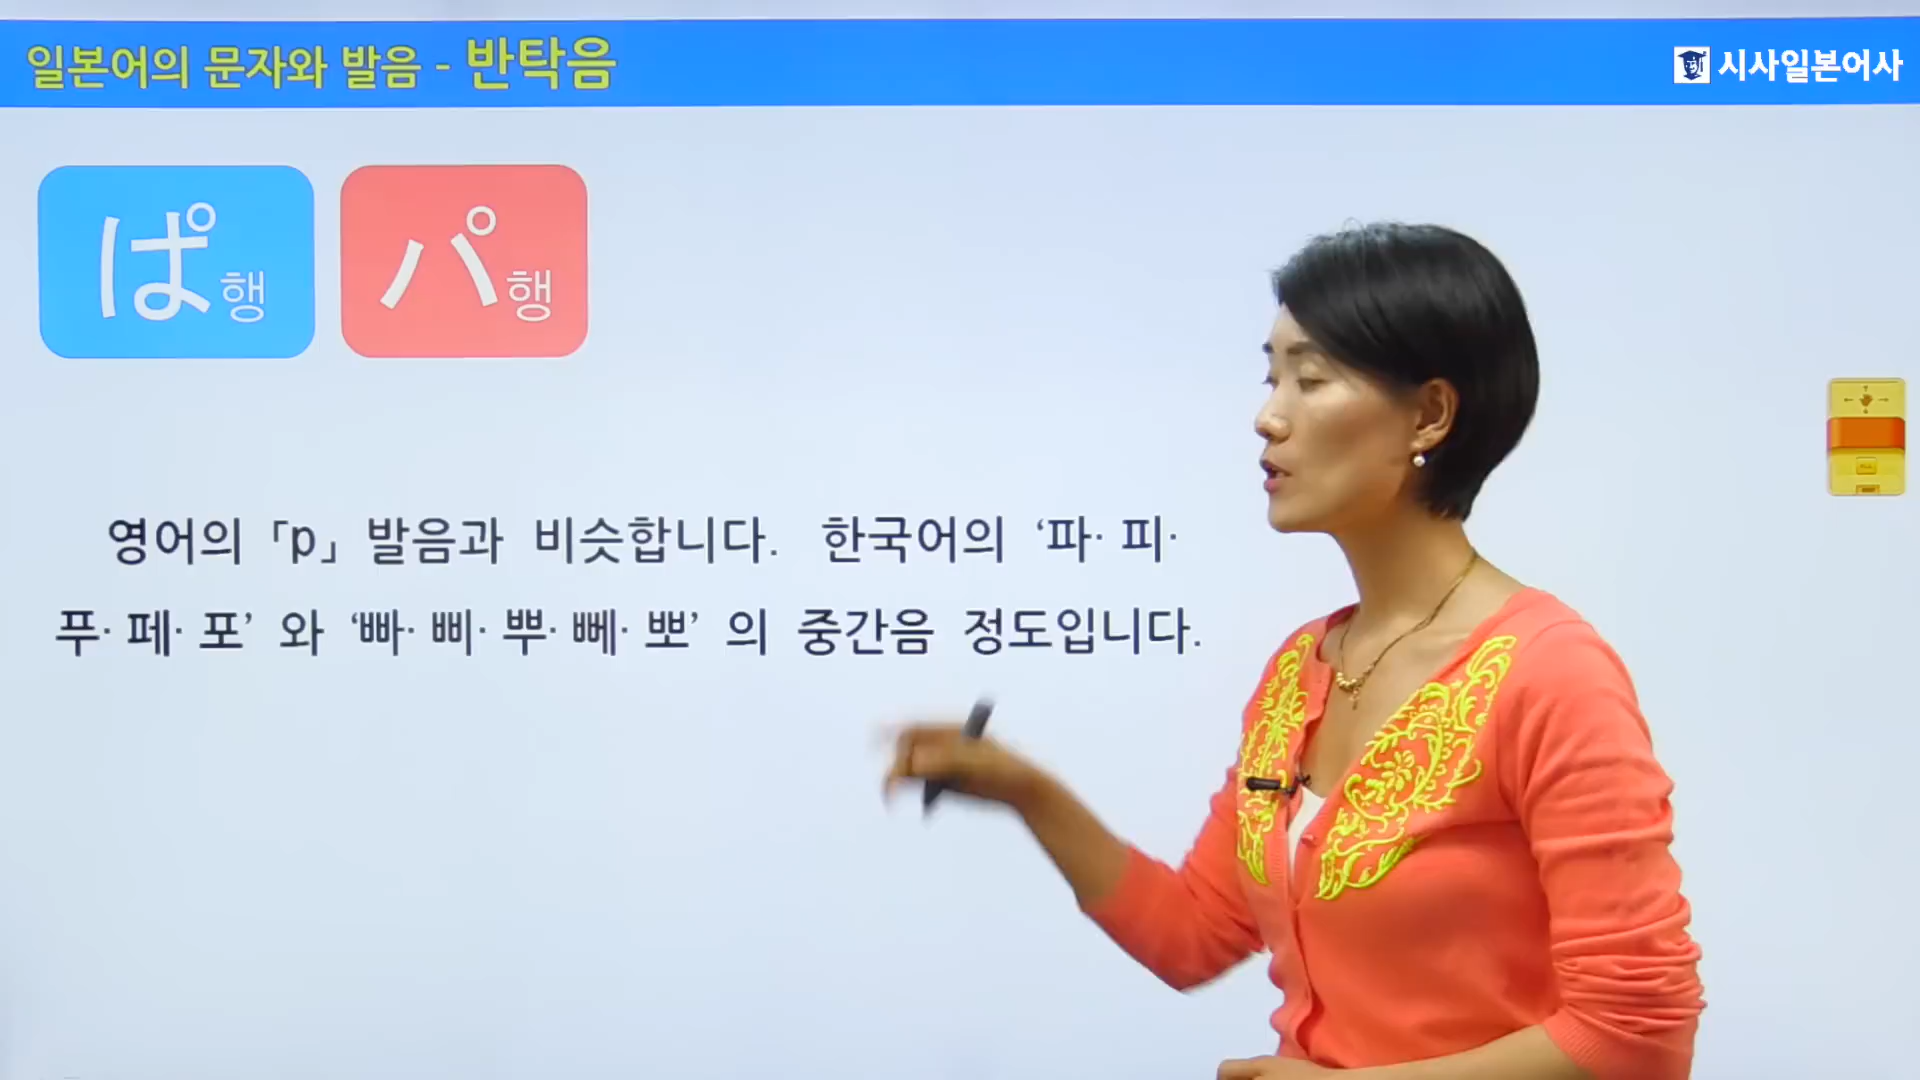 일본어의 문자와 발음 - 반탁음
시사일본어사
ぱ행
パ행
영어의 「p」 발음과 비슷합니다. 한국어의 ‘파· 피·
푸· 페· 포’ 와 ‘빠· 삐· 뿌· 뻬· 뽀’ 의 중간음 정도입니다.